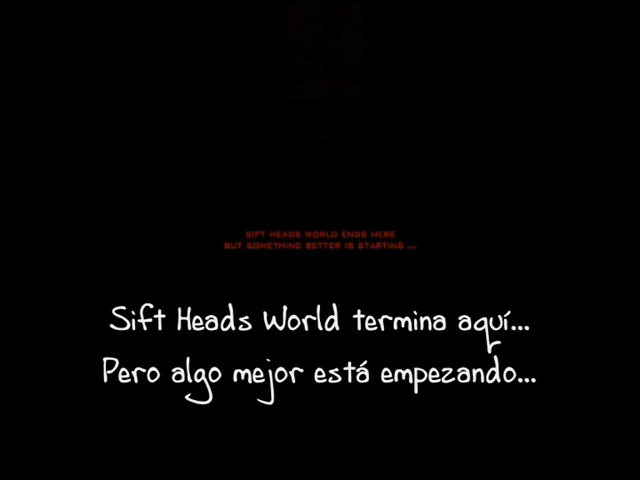 SIFT HEADS WORLD ENDS HERE
BUT SOMETHING BETTER IS STARTING ...
Sift Heads World termina aquí...
Pero algo mejor está empezando...